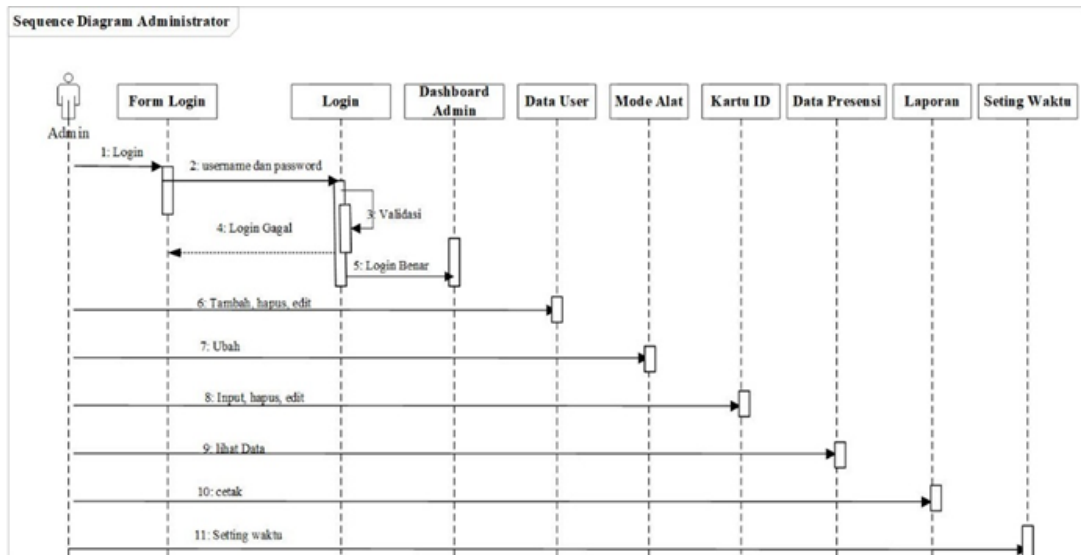 Sequence Diagram Administrator
Form Login
Login
Dashboard
Admin
Data User
Mode Alat
Kartu ID
Data Presensi
Laporan
Seting Waktu
Admin
1: Login
2: username dan password
3: Validasi
4: Login Gagal
5: Login Benar
6: Tambah, hapus, edit
7: Ubah
8: Input, hapus, edit
9: lihat Data
10: cetak
11: Setting waktu